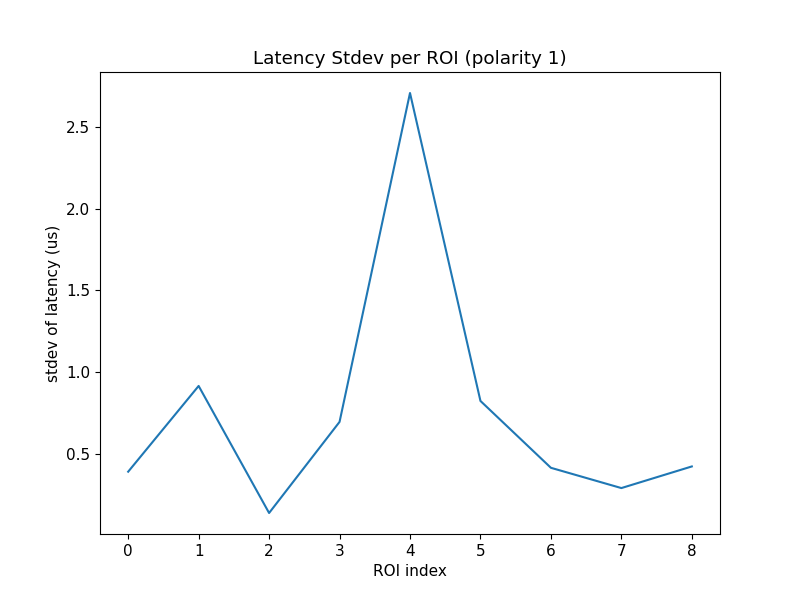 Latency Stdev per ROI (polarity 1)
stdev of latency (us)
2.5
2.0
1.5
1.0
0.5
0 1 2 3 4 5 6 7 8
ROI index